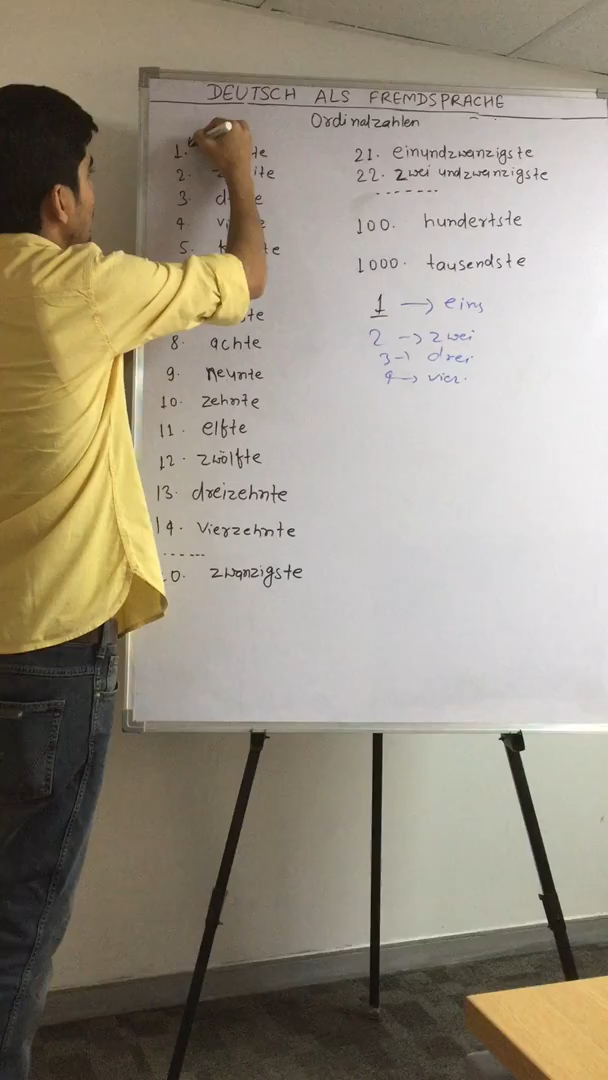 DEUTSCH ALS FREMDSPRACHE
Ordinalzahlen
1.
2.
3.
4.
5.
8. achte
9. neunte
10. zehnte
11. elfte
12. zwölfte
13. dreizehnte
14. vierzehnte
------
zwanzigste
21. einundzwanzigste
22. zwei undzwanzigste
-------
100. hundertste
1000. tausendste
1 → eins
2 → zwei
3 → drei
4 → vier.